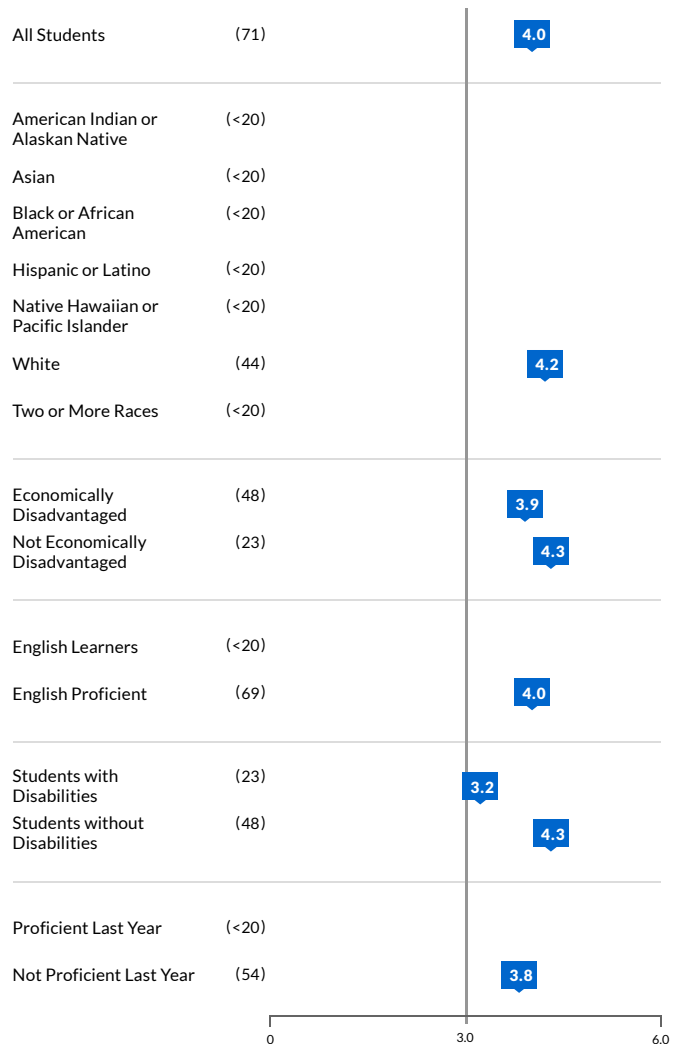 All Students (71) 4.0
American Indian or (<20)
Alaskan Native
Asian (<20)
Black or African (<20)
American
Hispanic or Latino (<20)
Native Hawaiian or (<20)
Pacific Islander
White (44) 4.2
Two or More Races (<20)
Economically (48) 3.9
Disadvantaged
Not Economically (23) 4.3
Disadvantaged
English Learners (<20)
English Proficient (69) 4.0
Students with (23) 3.2
Disabilities
Students without (48) 4.3
Disabilities
Proficient Last Year (<20)
Not Proficient Last Year (54) 3.8
0 3.0 6.0